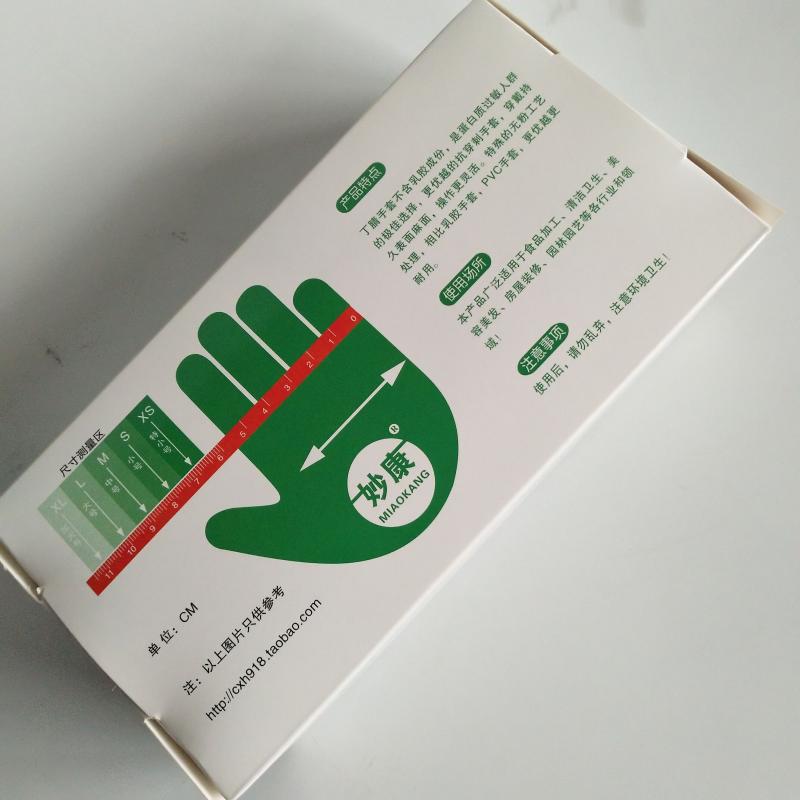 产品特点
丁腈手套不含乳胶成份，是蛋白质过敏人群
的极佳选择，更优越的抗穿刺手套，穿戴持
久表面麻面，操作更灵活。特殊的无粉工艺
处理，相比乳胶手套、PVC手套，更优越更
耐用。
使用场所
本产品广泛适用于食品加工、清洁卫生、美
容美发、房屋装修、园林园艺等各行业和领
域！
注意事项
使用后，请勿乱弃，注意环境卫生！
尺寸测量区
XL L M S XS
加大号 大号 中号 小号 特小号
11 10 9 8 7 6 5 4 3 2 1 0
妙康®
MIAOKANG
单位：CM
注：以上图片只供参考
http://cxh918.taobao.com